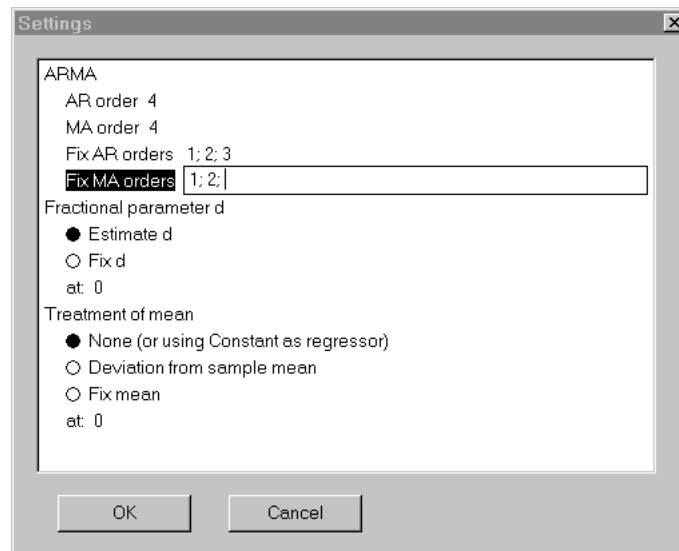 Settings
ARMA
AR order 4
MA order 4
Fix AR orders 1; 2; 3
Fix MA orders 1; 2;
Fractional parameter d
Estimate d
Fix d
at: 0
Treatment of mean
None (or using Constant as regressor)
Deviation from sample mean
Fix mean
at: 0
OK Cancel